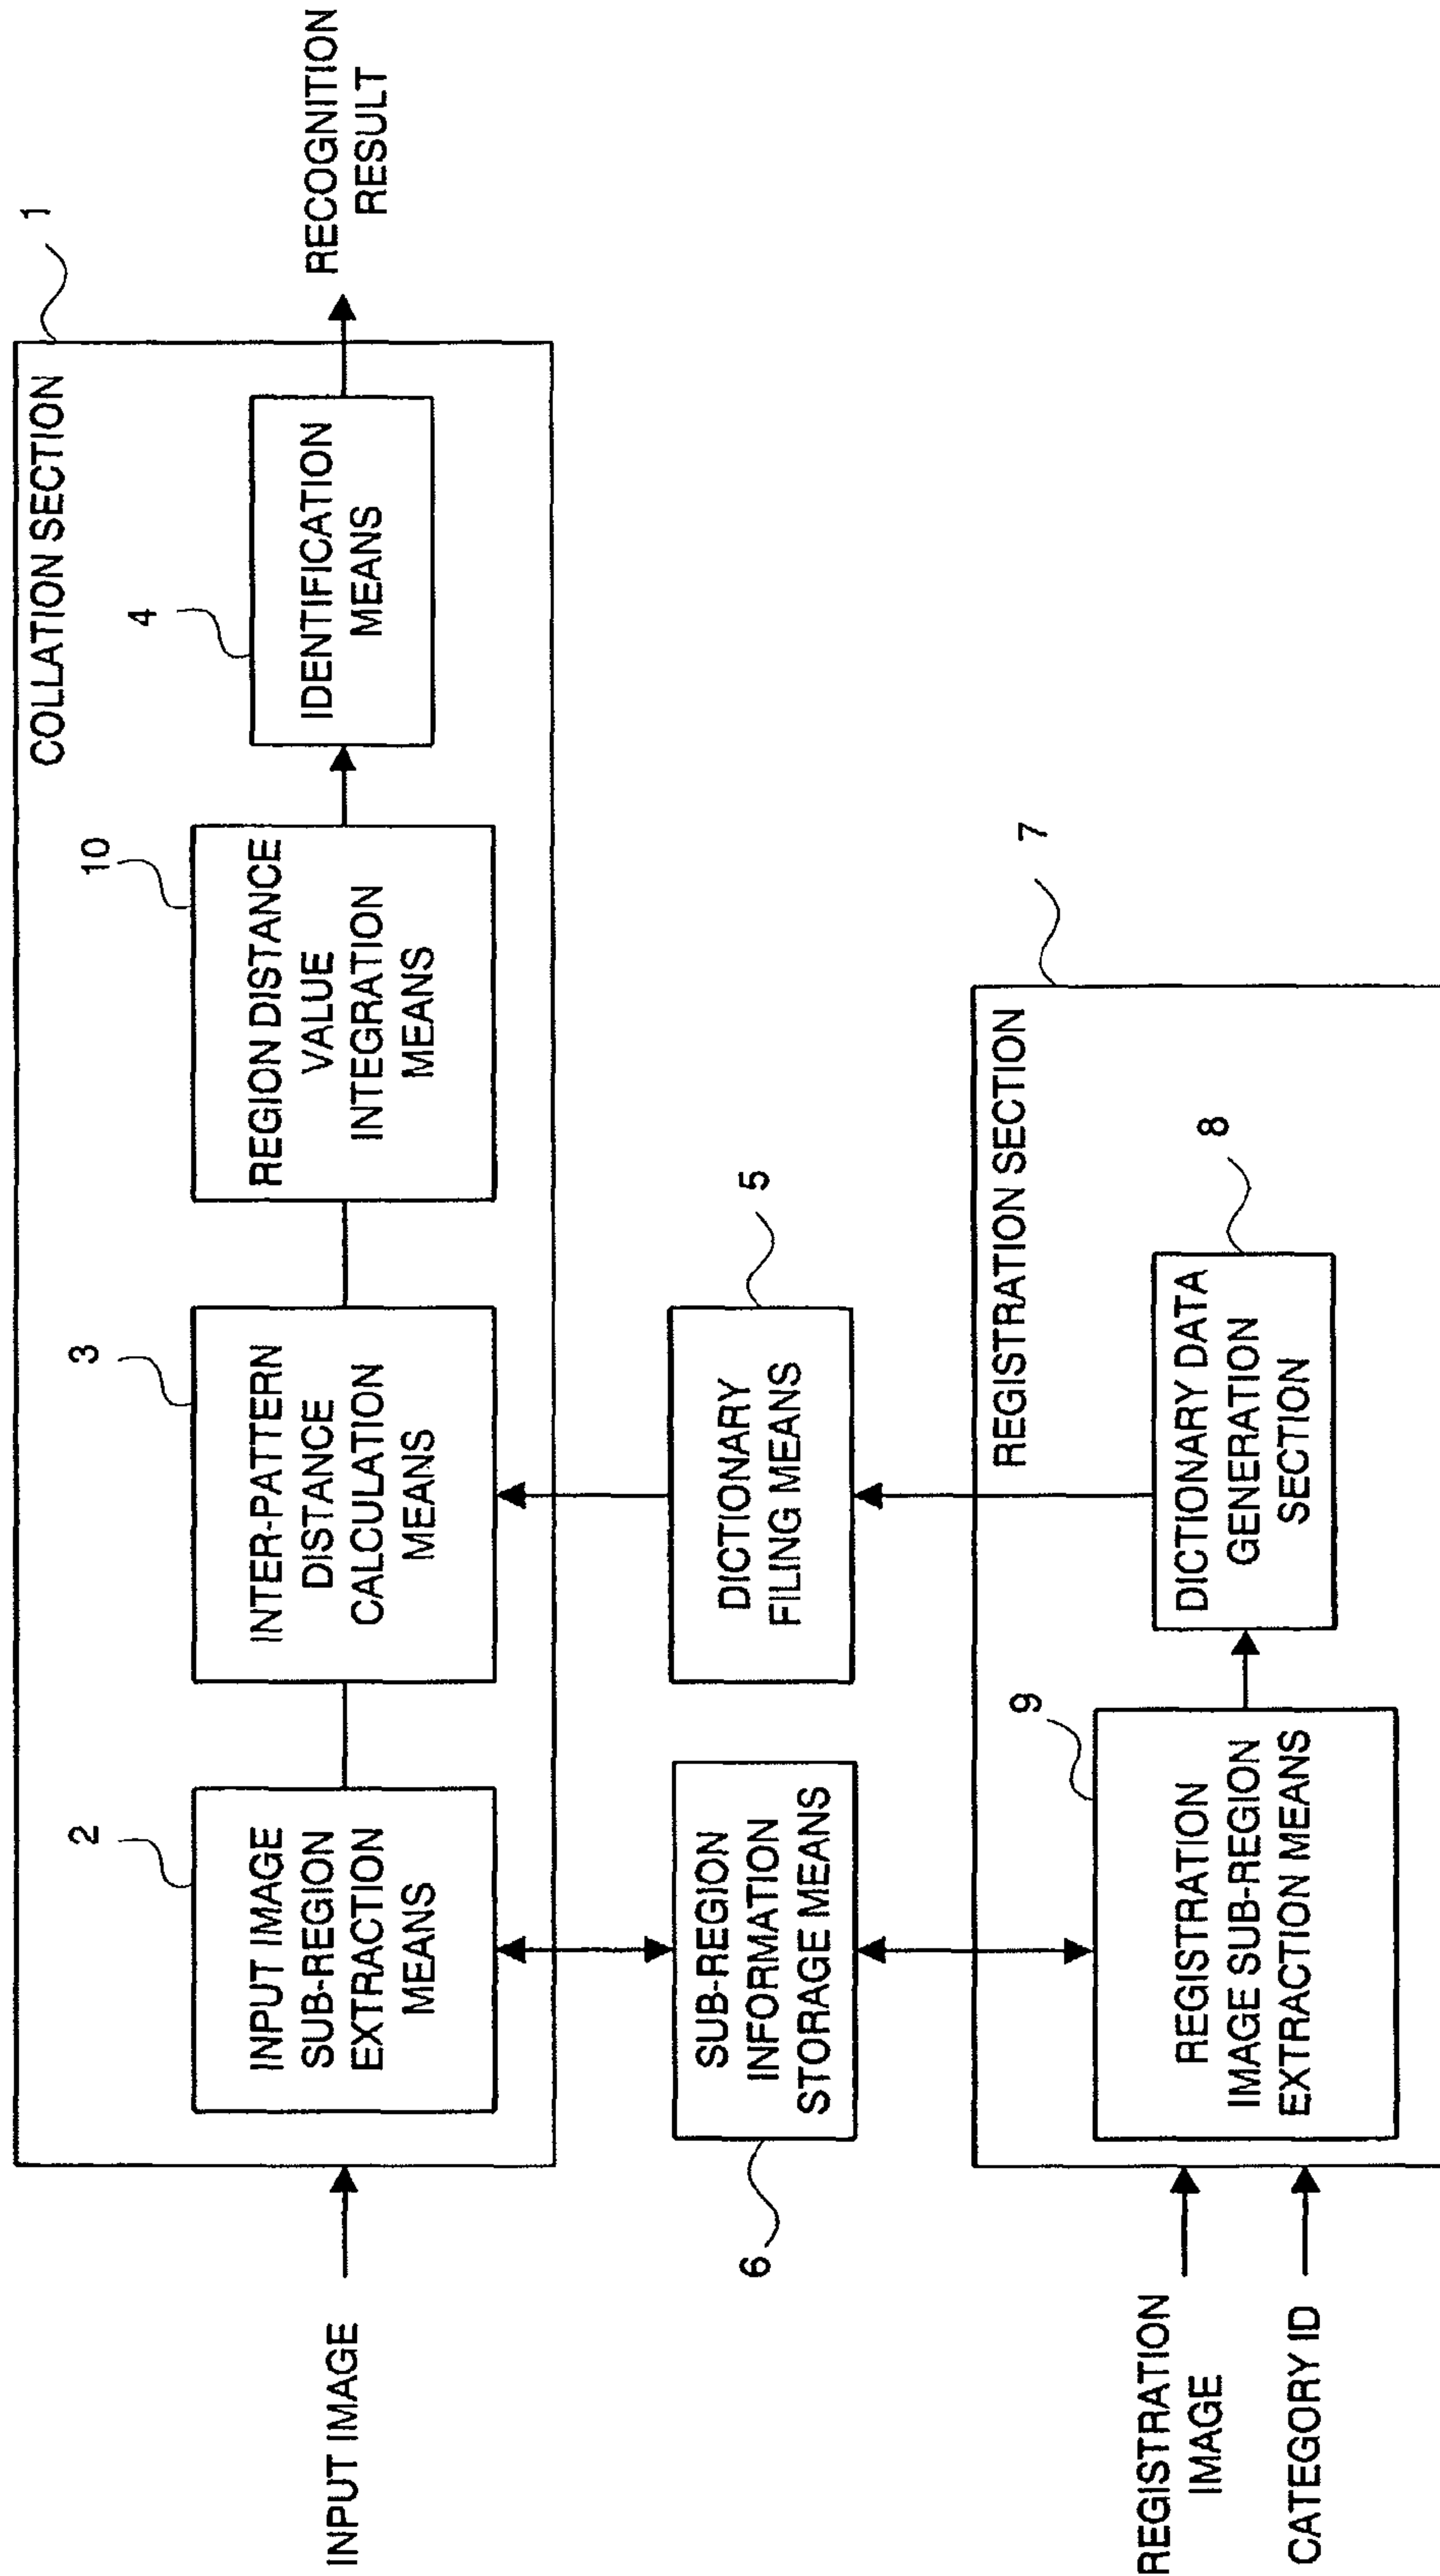 COLLATION SECTION
1
INPUT IMAGE
2
INPUT IMAGE
SUB-REGION
EXTRACTION
MEANS
3
INTER-PATTERN
DISTANCE
CALCULATION
MEANS
10
REGION DISTANCE
VALUE
INTEGRATION
MEANS
4
IDENTIFICATION
MEANS
RECOGNITION
RESULT
6
SUB-REGION
INFORMATION
STORAGE MEANS
5
DICTIONARY
FILING MEANS
REGISTRATION SECTION
7
REGISTRATION
IMAGE
CATEGORY ID
9
REGISTRATION
IMAGE SUB-REGION
EXTRACTION MEANS
8
DICTIONARY DATA
GENERATION
SECTION